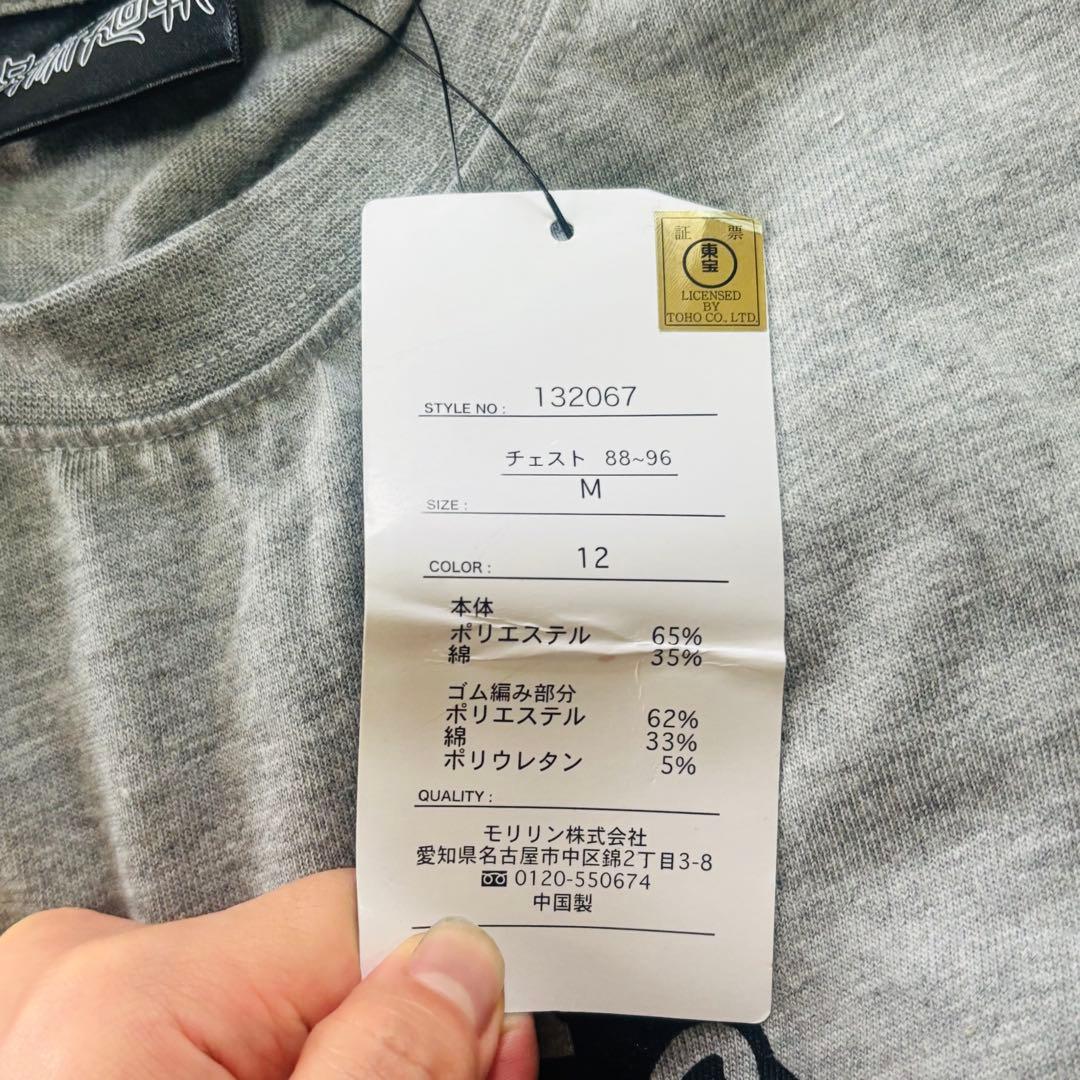 証 票
東宝
LICENSED
BY
TOHO CO., LTD.
STYLE NO : 132067
チェスト 88~96
SIZE : M
COLOR : 12
本体
ポリエステル 65%
綿 35%
ゴム編み部分
ポリエステル 62%
綿 33%
ポリウレタン 5%
QUALITY :
モリリン株式会社
愛知県名古屋市中区錦2丁目3-8
0120-550674
中国製